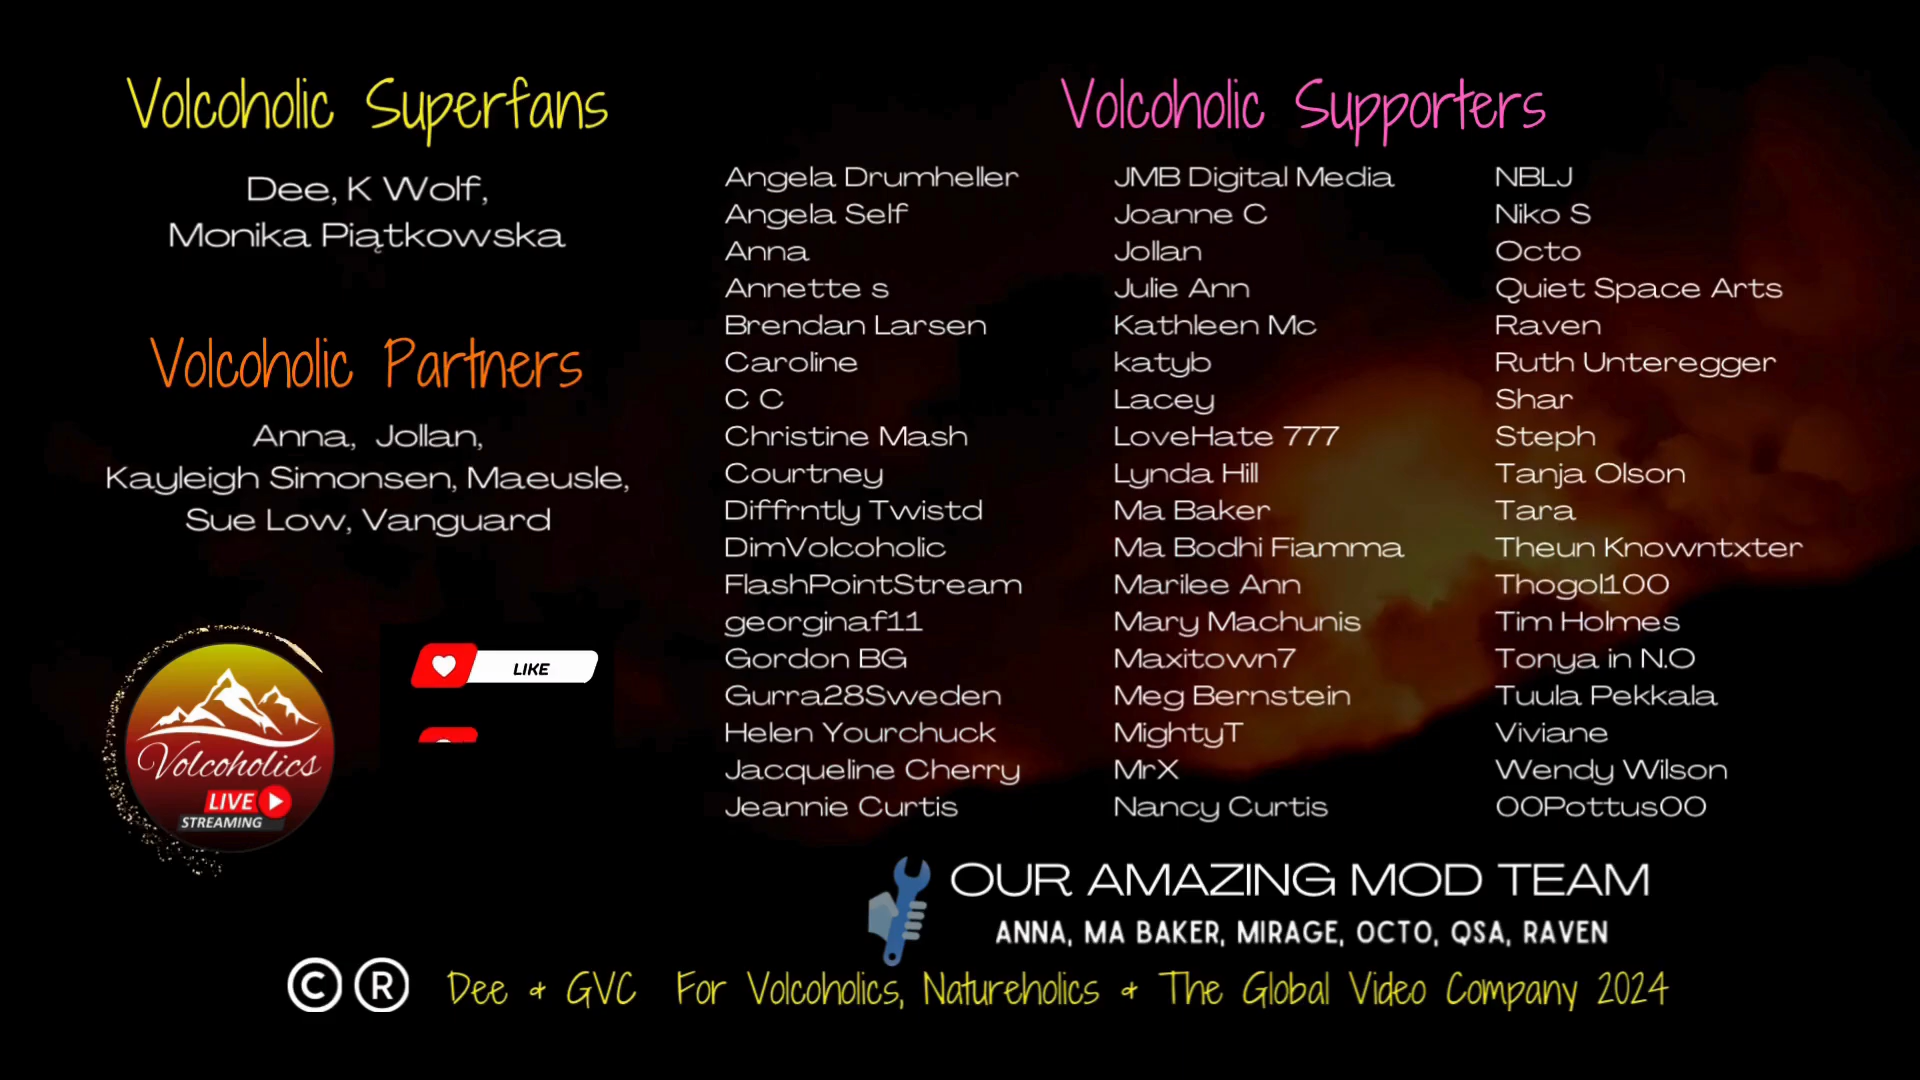 Volcoholic Superfans
Dee, K Wolf,
Monika Piątkowska
Volcoholic Partners
Anna, Jollan,
Kayleigh Simonsen, Maeusle,
Sue Low, Vanguard
Volcoholics
LIVE
STREAMING
LIKE
Volcoholic Supporters
Angela Drumheller
Angela Self
Anna
Annette s
Brendan Larsen
Caroline
C C
Christine Mash
Courtney
Diffrntly Twistd
DimVolcoholic
FlashPointStream
georginaf11
Gordon BG
Gurra28Sweden
Helen Yourchuck
Jacqueline Cherry
Jeannie Curtis
JMB Digital Media
Joanne C
Jollan
Julie Ann
Kathleen Mc
katyb
Lacey
LoveHate 777
Lynda Hill
Ma Baker
Ma Bodhi Fiamma
Marilee Ann
Mary Machunis
Maxitown7
Meg Bernstein
MightyT
MrX
Nancy Curtis
NBLJ
Niko S
Octo
Quiet Space Arts
Raven
Ruth Unteregger
Shar
Steph
Tanja Olson
Tara
Theun Knowntxter
Thogol100
Tim Holmes
Tonya in N.O
Tuula Pekkala
Viviane
Wendy Wilson
00Pottus00
OUR AMAZING MOD TEAM
ANNA, MA BAKER, MIRAGE, OCTO, QSA, RAVEN
© ® Dee & GVC For Volcoholics, Natureholics & The Global Video Company 2024